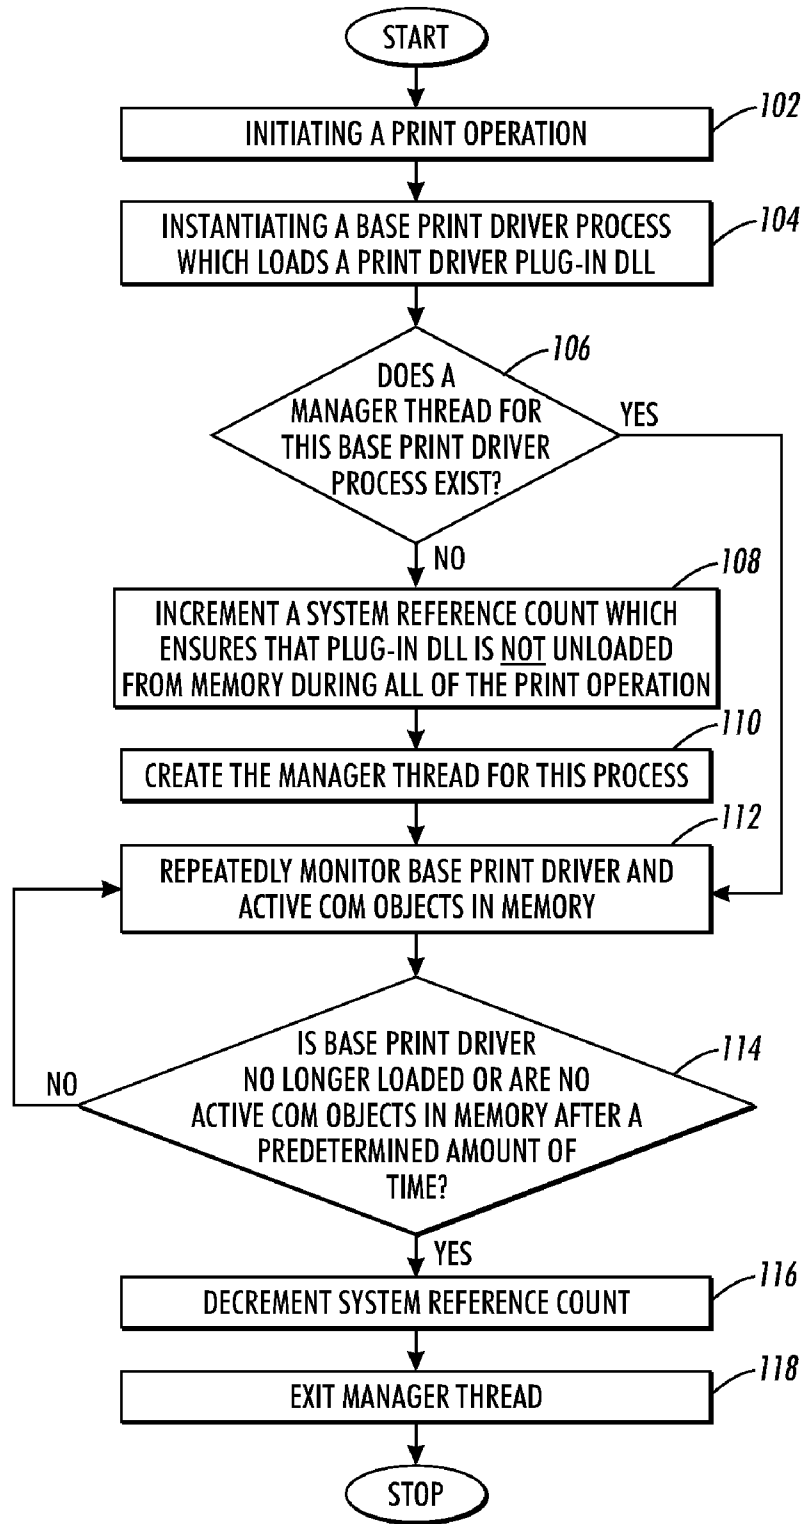 START
102
INITIATING A PRINT OPERATION
104
INSTANTIATING A BASE PRINT DRIVER PROCESS
WHICH LOADS A PRINT DRIVER PLUG-IN DLL
106
DOES A
MANAGER THREAD FOR
THIS BASE PRINT DRIVER
PROCESS EXIST?
YES
NO
108
INCREMENT A SYSTEM REFERENCE COUNT WHICH
ENSURES THAT PLUG-IN DLL IS NOT UNLOADED
FROM MEMORY DURING ALL OF THE PRINT OPERATION
110
CREATE THE MANAGER THREAD FOR THIS PROCESS
112
REPEATEDLY MONITOR BASE PRINT DRIVER AND
ACTIVE COM OBJECTS IN MEMORY
114
IS BASE PRINT DRIVER
NO LONGER LOADED OR ARE NO
ACTIVE COM OBJECTS IN MEMORY AFTER A
PREDETERMINED AMOUNT OF
TIME?
NO
YES
116
DECREMENT SYSTEM REFERENCE COUNT
118
EXIT MANAGER THREAD
STOP